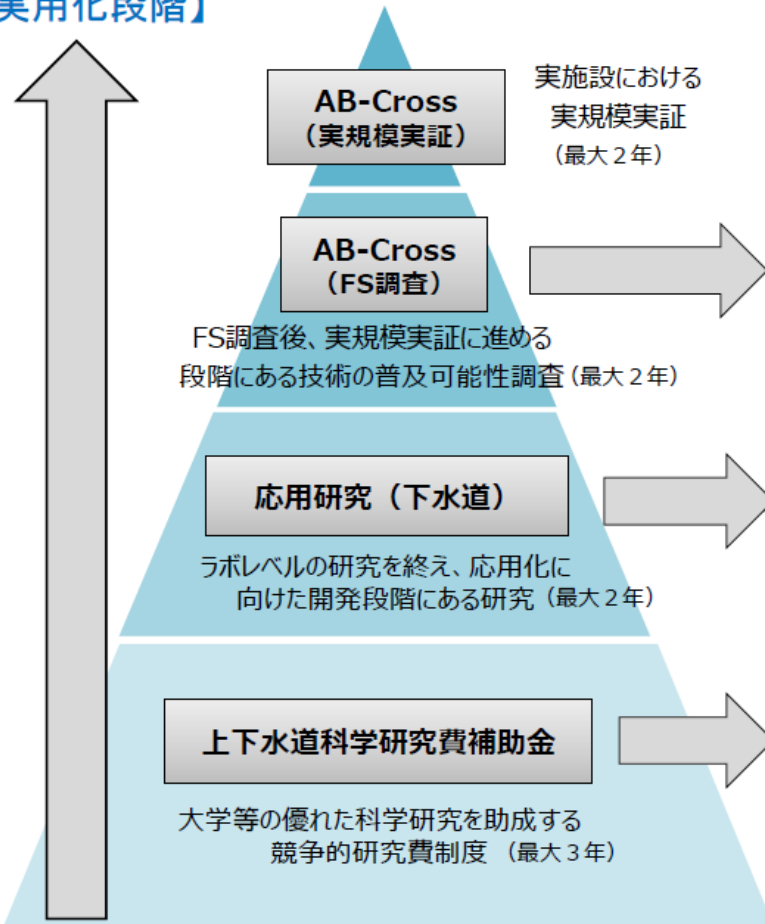 実用化段階】
AB-Cross
（実規模実証）
実施設における
実規模実証
（最大２年）
AB-Cross
（FS調査）
FS調査後、実規模実証に進める
段階にある技術の普及可能性調査（最大２年）
応用研究（下水道）
ラボレベルの研究を終え、応用化に
向けた開発段階にある研究（最大２年）
上下水道科学研究費補助金
大学等の優れた科学研究を助成する
競争的研究費制度 （最大３年）